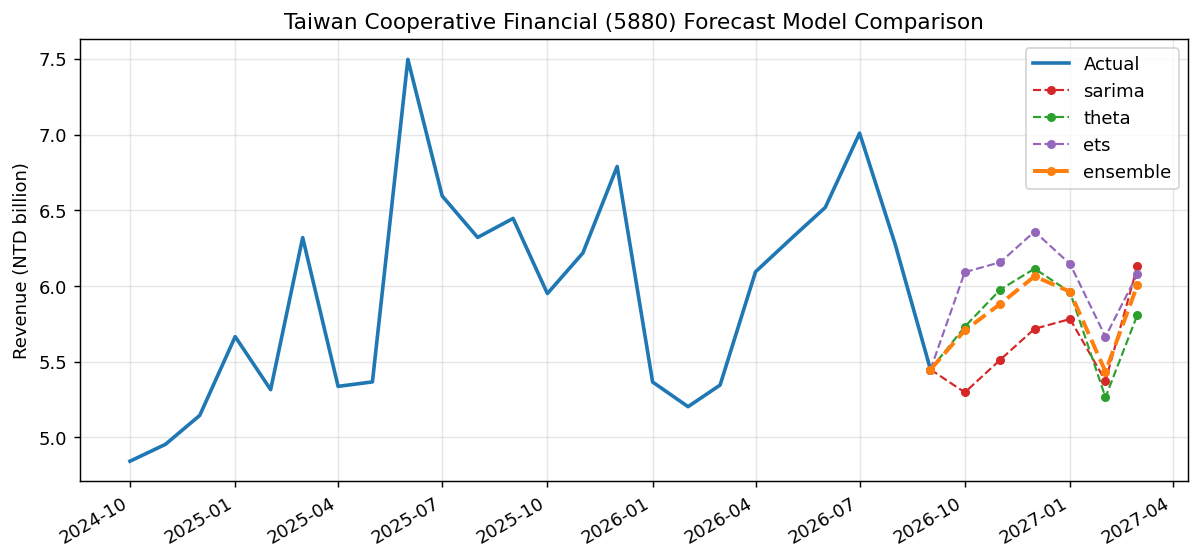 Taiwan Cooperative Financial (5880) Forecast Model Comparison
Revenue (NTD billion)
7.5
7.0
6.5
6.0
5.5
5.0
Actual
sarima
theta
ets
ensemble
2024-10
2025-01
2025-04
2025-07
2025-10
2026-01
2026-04
2026-07
2026-10
2027-01
2027-04